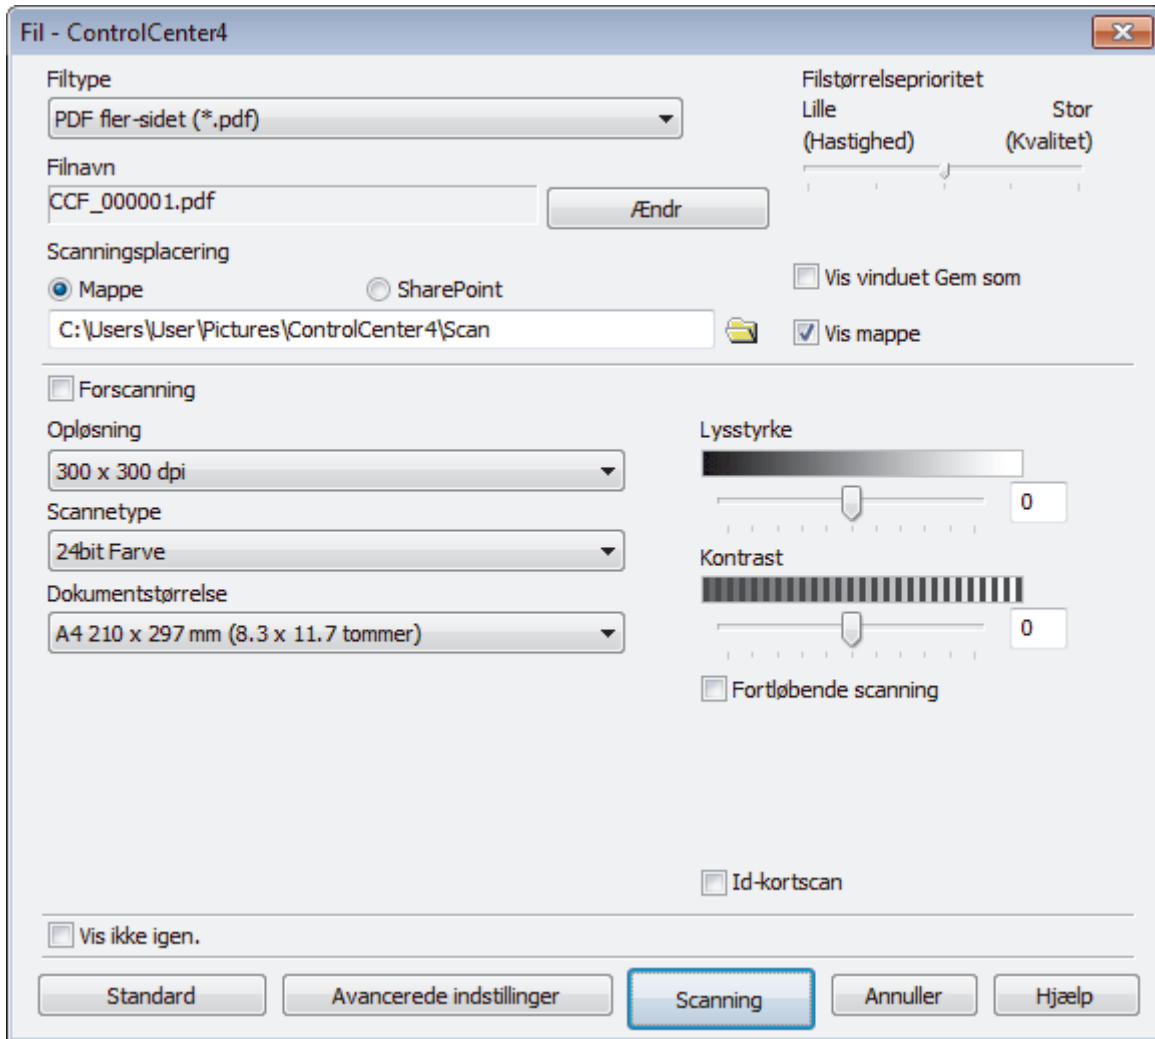 Fil - ControlCenter4
Filtype
PDF fler-sidet (*.pdf)
Filstørrelseprioritet
Lille Stor
(Hastighed) (Kvalitet)
Filnavn
CCF_000001.pdf
Ændr
Scanningsplacering
Mappe SharePoint
Vis vinduet Gem som
C:\Users\User\Pictures\ControlCenter4\Scan
Vis mappe
Forscanning
Opløsning
300 x 300 dpi
Scannetype
24bit Farve
Dokumentstørrelse
A4 210 x 297 mm (8.3 x 11.7 tommer)
Lysstyrke
0
Kontrast
0
Fortløbende scanning
Id-kortscan
Vis ikke igen.
Standard Avancerede indstillinger Scanning Annuller Hjælp